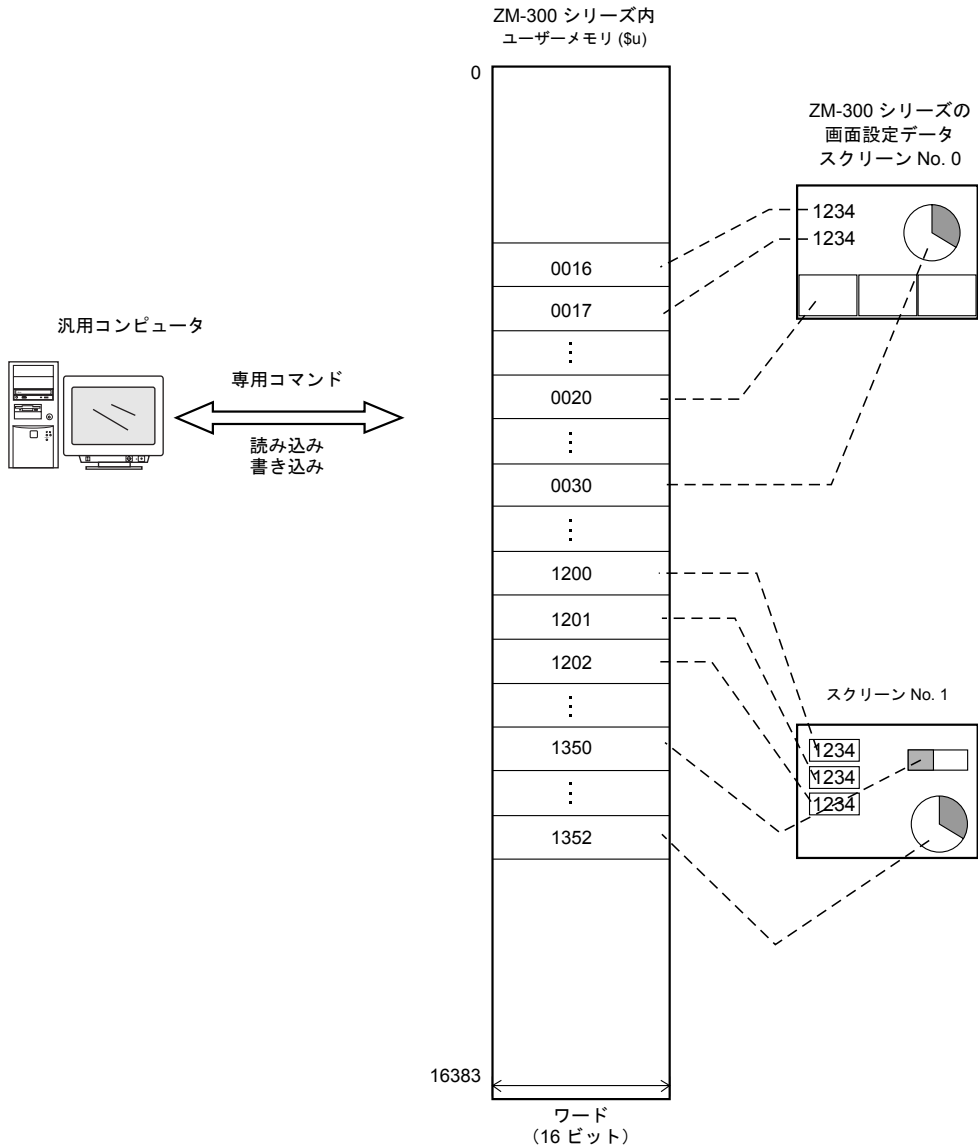 ZM-300 シリーズ内
ユーザーメモリ ($u)
0
ZM-300 シリーズの
画面設定データ
スクリーン No. 0
1234
1234
0016
0017
汎用コンピュータ
専用コマンド
読み込み
書き込み
0020
0030
1200
1201
1202
スクリーン No. 1
1350
1234
1234
1234
1352
16383
ワード
（16 ビット）